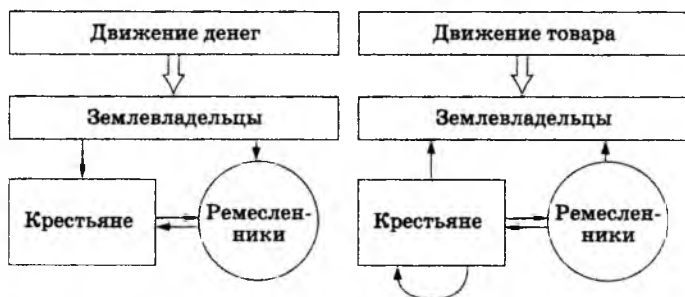 Движение денег
Движение товара
Землевладельцы
Землевладельцы
Крестьяне
Ремеслен-
ники
Крестьяне
Ремеслен-
ники